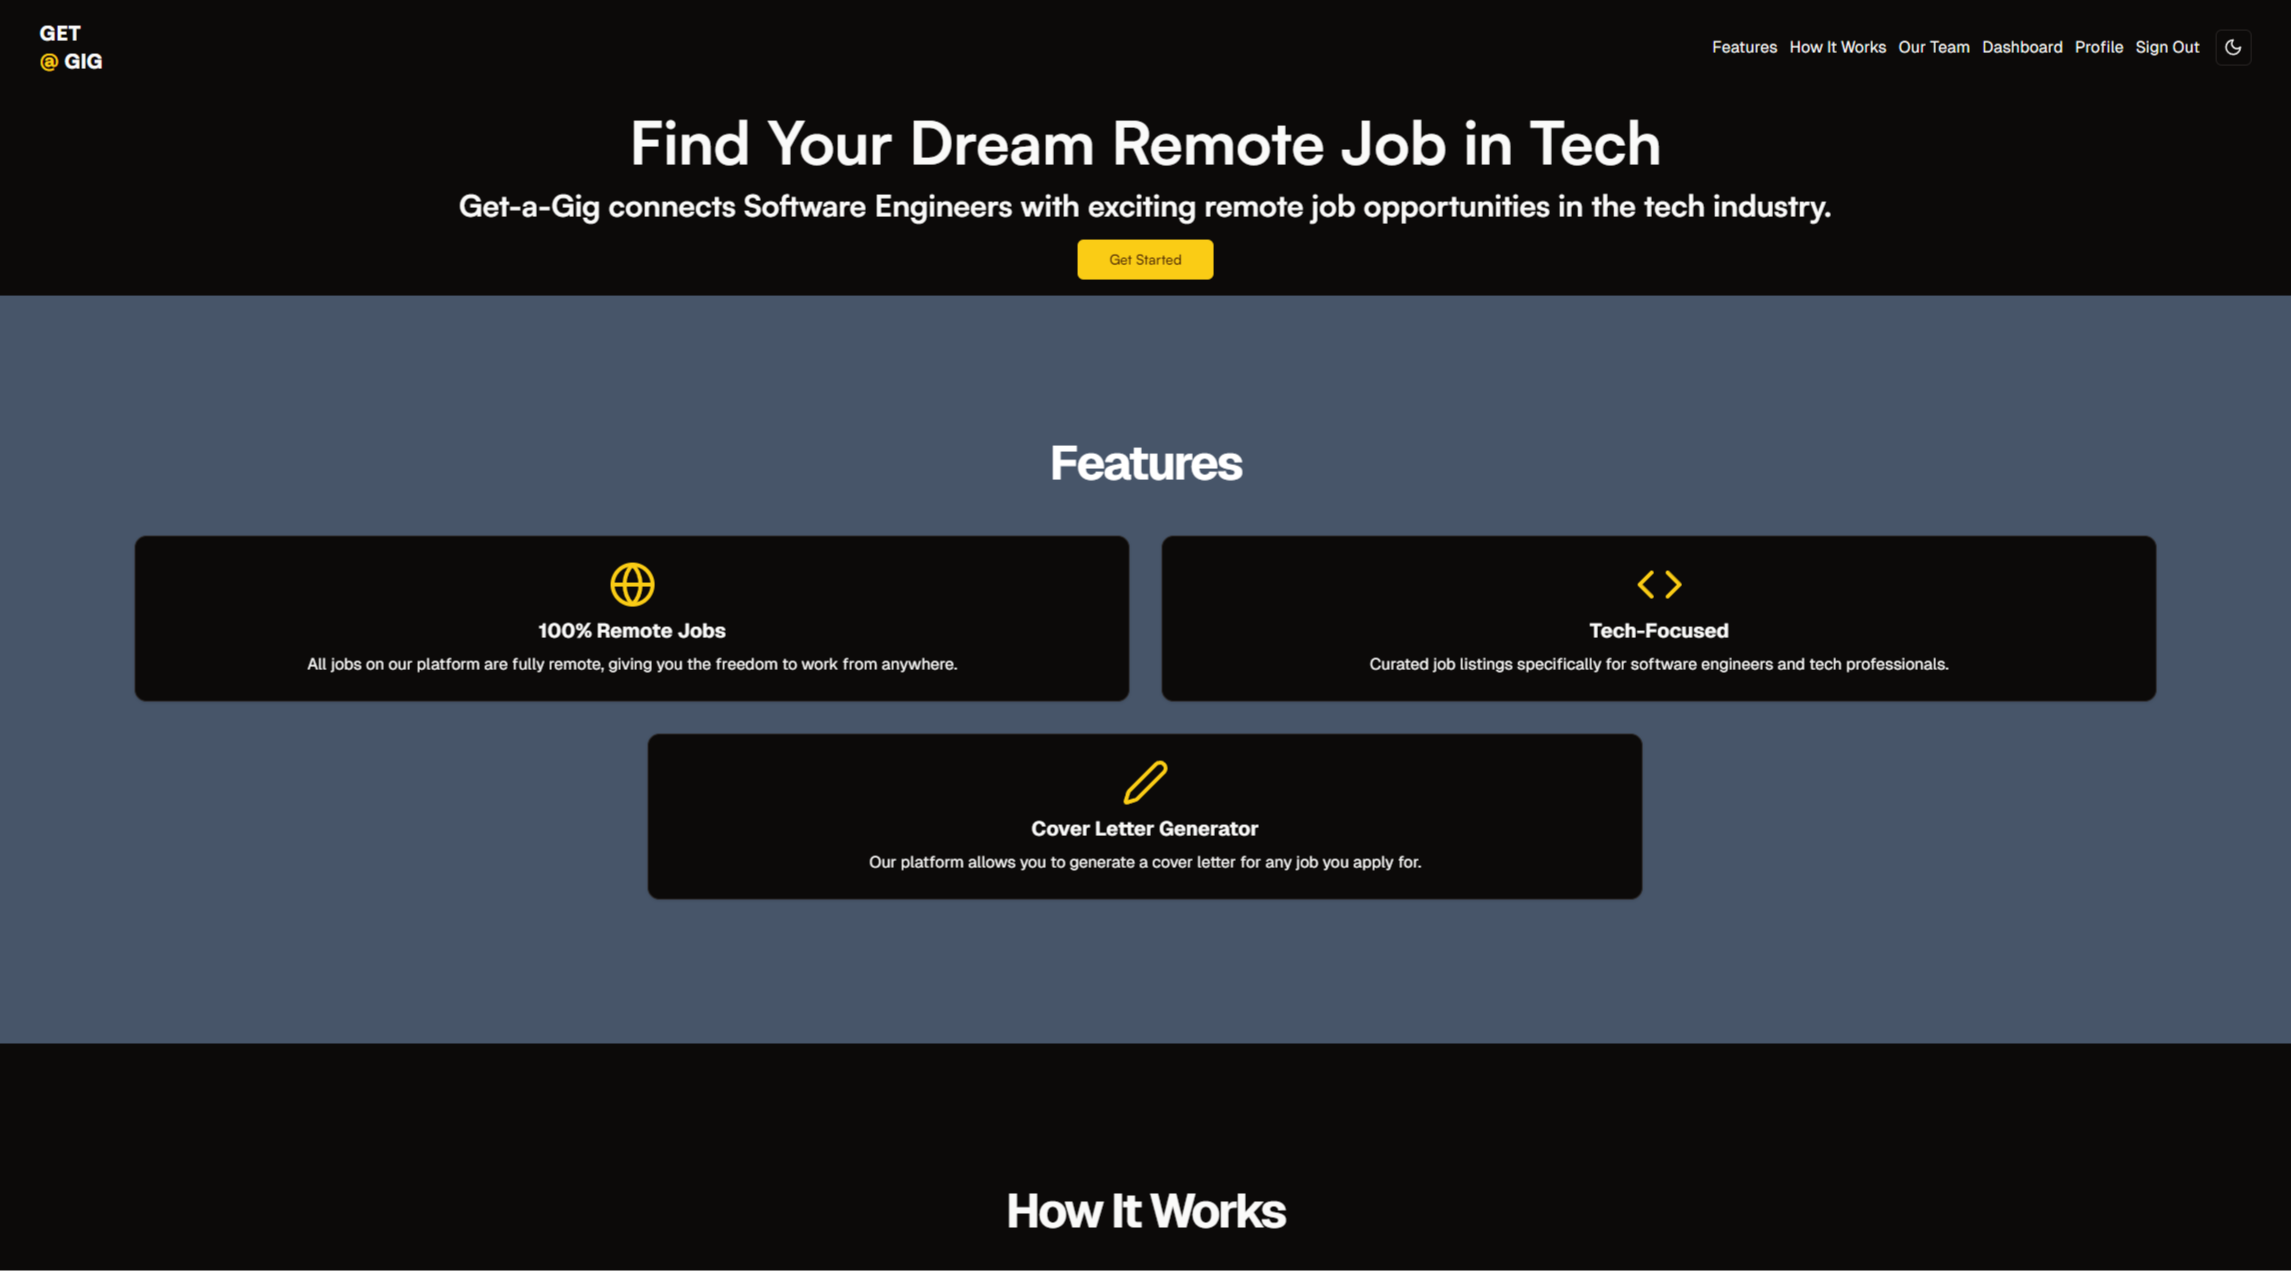 GET
@ GIG
Features How It Works Our Team Dashboard Profile Sign Out
Find Your Dream Remote Job in Tech
Get-a-Gig connects Software Engineers with exciting remote job opportunities in the tech industry.
Get Started
Features
100% Remote Jobs
All jobs on our platform are fully remote, giving you the freedom to work from anywhere.
Tech-Focused
Curated job listings specifically for software engineers and tech professionals.
Cover Letter Generator
Our platform allows you to generate a cover letter for any job you apply for.
How It Works